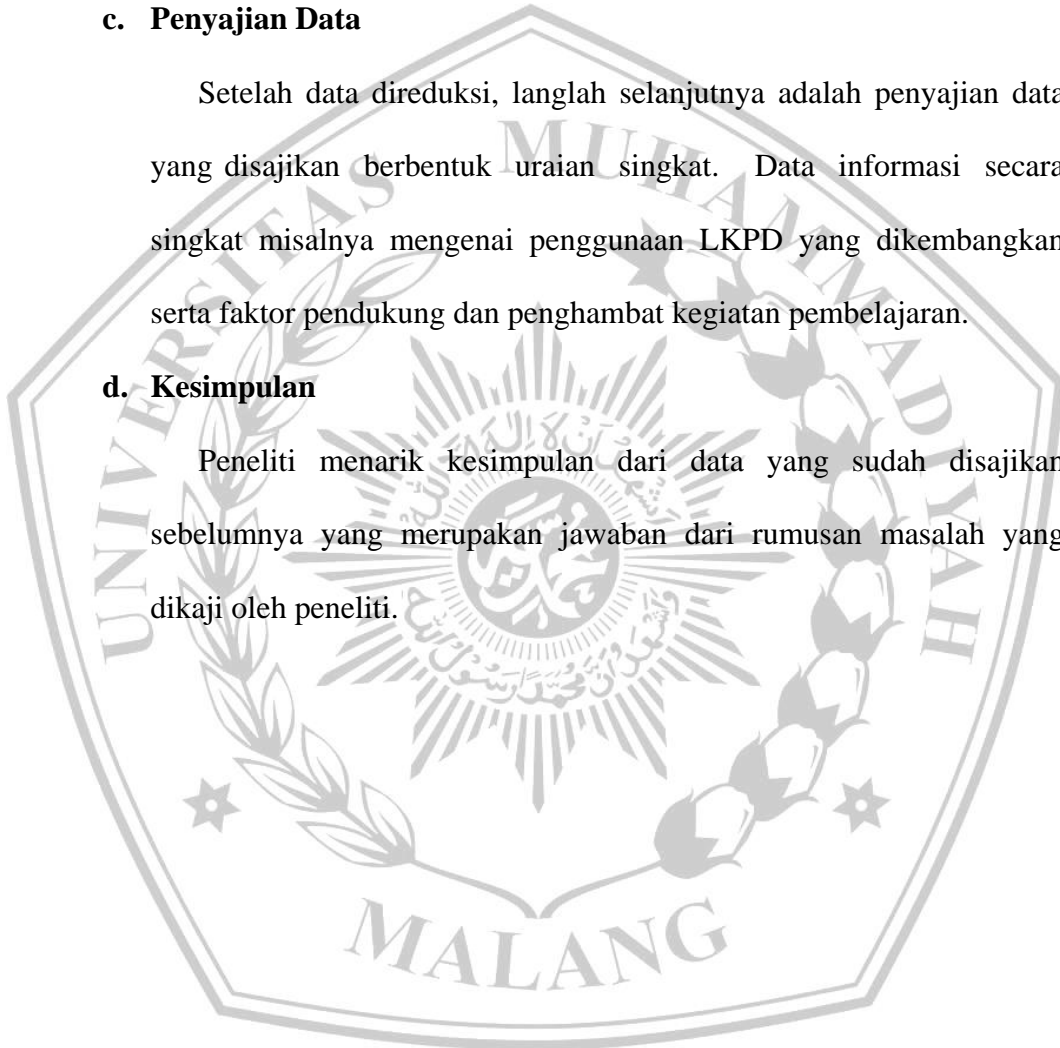 c. Penyajian Data
Setelah data direduksi, langlah selanjutnya adalah penyajian data
yang disajikan berbentuk uraian singkat. Data informasi secara
singkat misalnya mengenai penggunaan LKPD yang dikembangkan
serta faktor pendukung dan penghambat kegiatan pembelajaran.
d. Kesimpulan
Peneliti menarik kesimpulan dari data yang sudah disajikan
sebelumnya yang merupakan jawaban dari rumusan masalah yang
dikaji oleh peneliti.
UNIVERSITAS MUHAMMADIYAH
MALANG